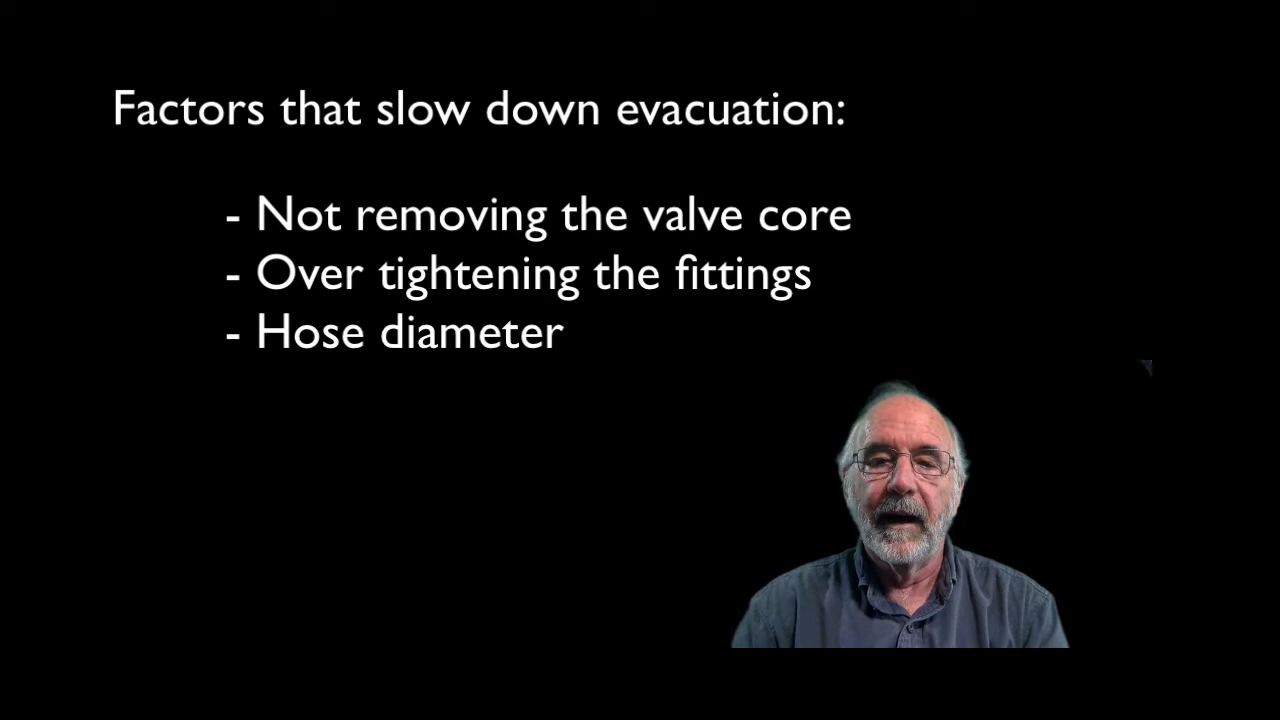 Factors that slow down evacuation:
- Not removing the valve core
- Over tightening the fittings
- Hose diameter